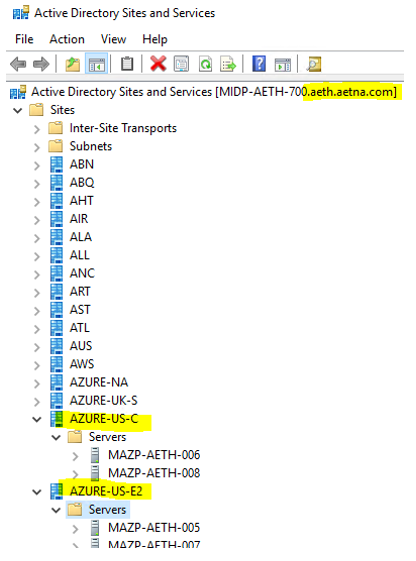 Active Directory Sites and Services
File Action View Help
Active Directory Sites and Services [MIDP-AETH-700.aeth.aetna.com]
Sites
Inter-Site Transports
Subnets
ABN
ABQ
AHT
AIR
ALA
ALL
ANC
ART
AST
ATL
AUS
AWS
AZURE-NA
AZURE-UK-S
AZURE-US-C
Servers
MAZP-AETH-006
MAZP-AETH-008
AZURE-US-E2
Servers
MAZP-AETH-005
MAZP-AETH-007